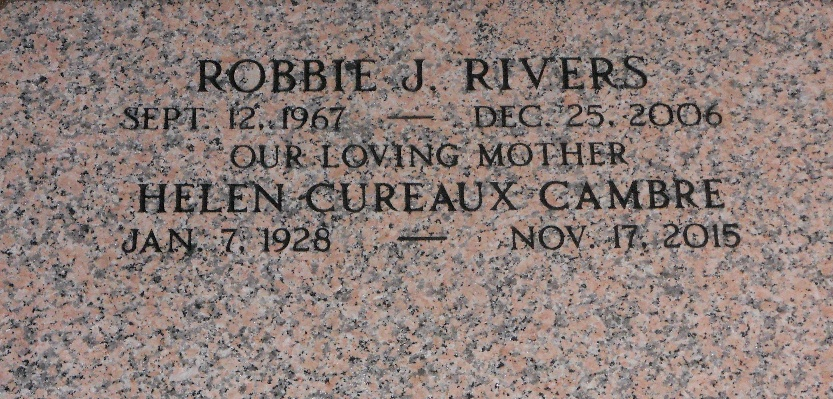 ROBBIE J. RIVERS
SEPT. 12, 1967 — DEC. 25, 2006
OUR LOVING MOTHER
HELEN CUREAUX CAMBRE
JAN. 7, 1928 — NOV. 17, 2015